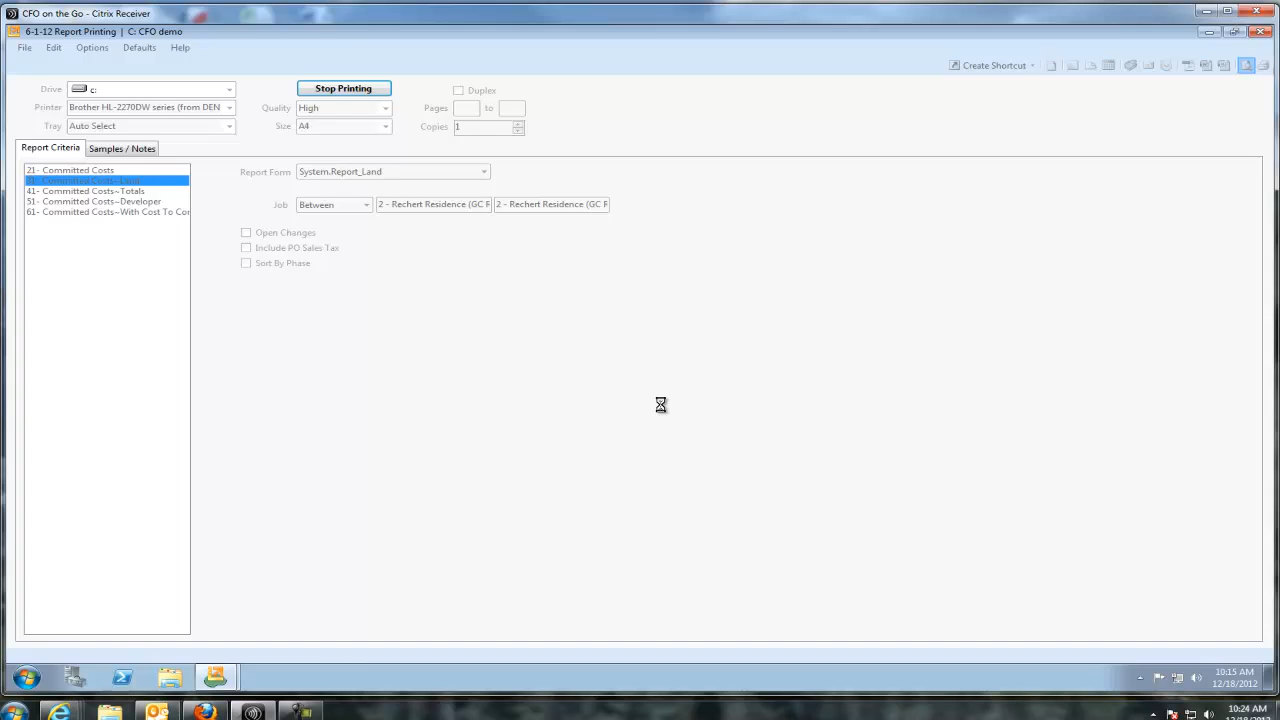 CFO on the Go - Citrix Receiver
6-1-12 Report Printing | C: CFO demo
File Edit Options Defaults Help
Create Shortcut
Drive c: Stop Printing Duplex
Printer Brother HL-2270DW series (from DEN Quality High Pages to
Tray Auto Select Size A4 Copies 1
Report Criteria Samples / Notes
21- Committed Costs
Report Form System.Report_Land
41- Committed Costs~Totals
51- Committed Costs~Developer
61- Committed Costs~With Cost To Cor
Job Between 2 - Rechert Residence (GC F 2 - Rechert Residence (GC F
Open Changes
Include PO Sales Tax
Sort By Phase
10:15 AM
12/18/2012
10:24 AM